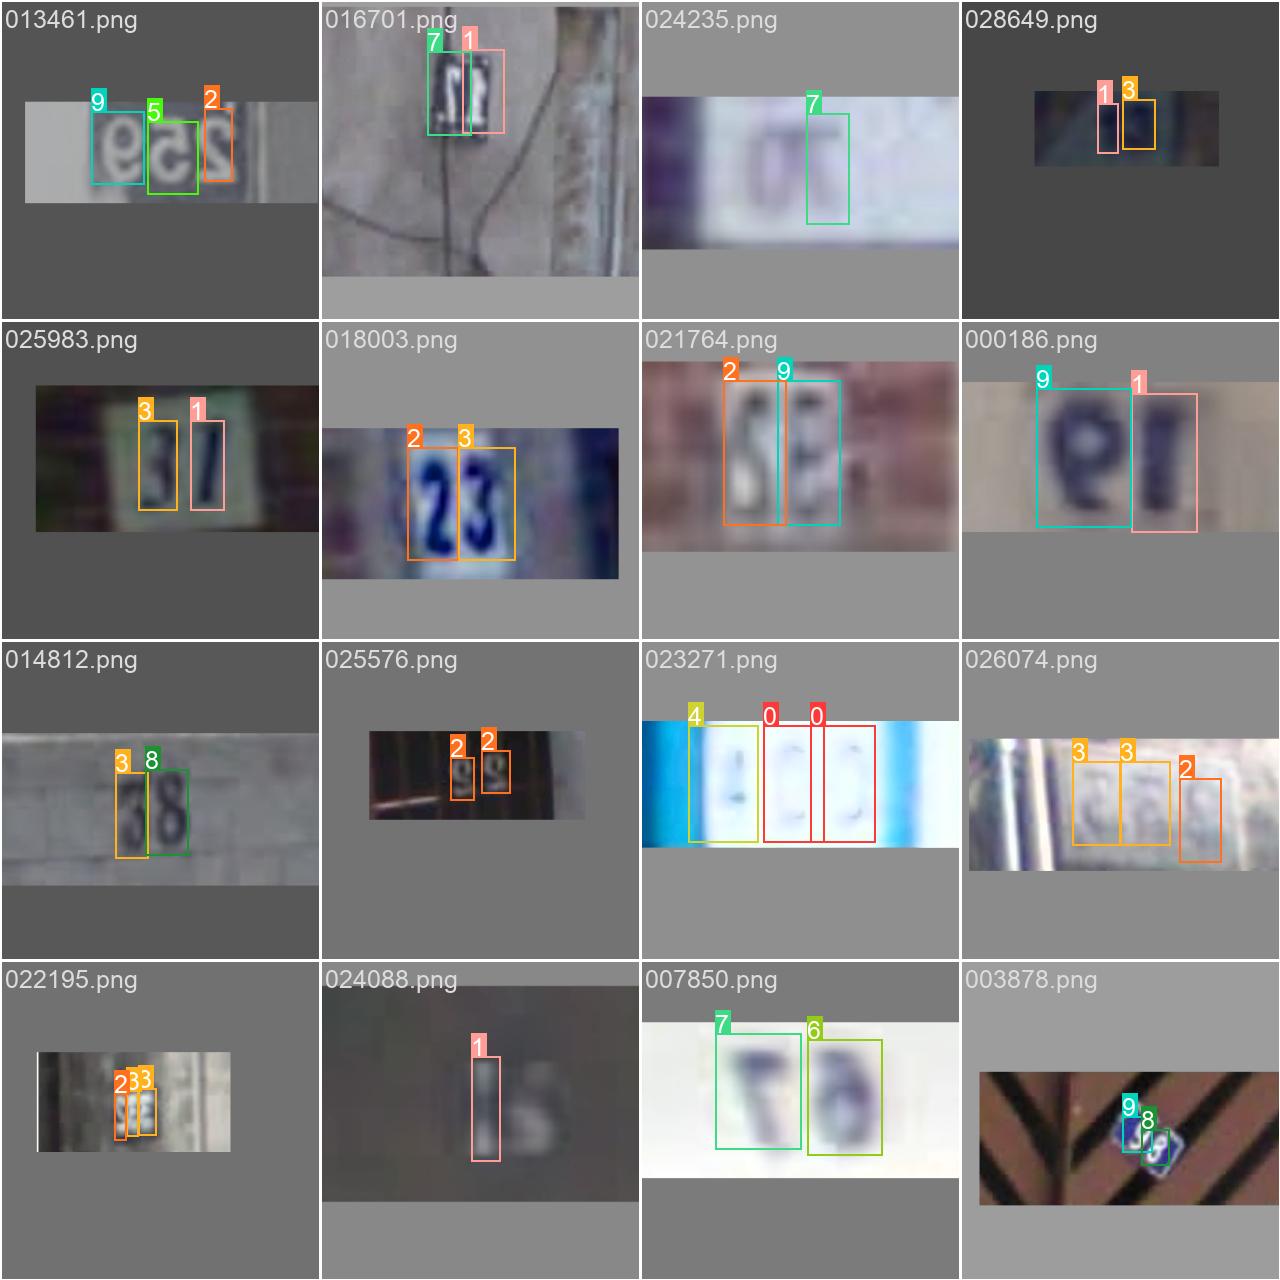 013461.png 016701.png 024235.png 028649.png
9 5 2 7 1 7 1 3
025983.png 018003.png 021764.png 000186.png
3 1 2 3 2 9 9 1
23
014812.png 025576.png 023271.png 026074.png
3 8 2 2 4 0 0 3 3 2
38
022195.png 024088.png 007850.png 003878.png
2 3 3 1 7 6 9 8